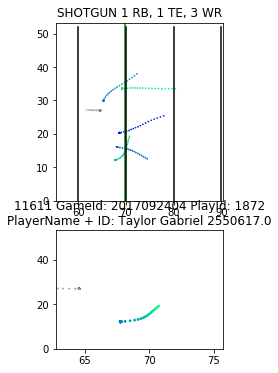 SHOTGUN 1 RB, 1 TE, 3 WR
50
40
30
20
10
0
60 70 80 90
11611 GameId: 2017092404 PlayId: 1872
PlayerName + ID: Taylor Gabriel 2550617.0
40
20
0
65 70 75